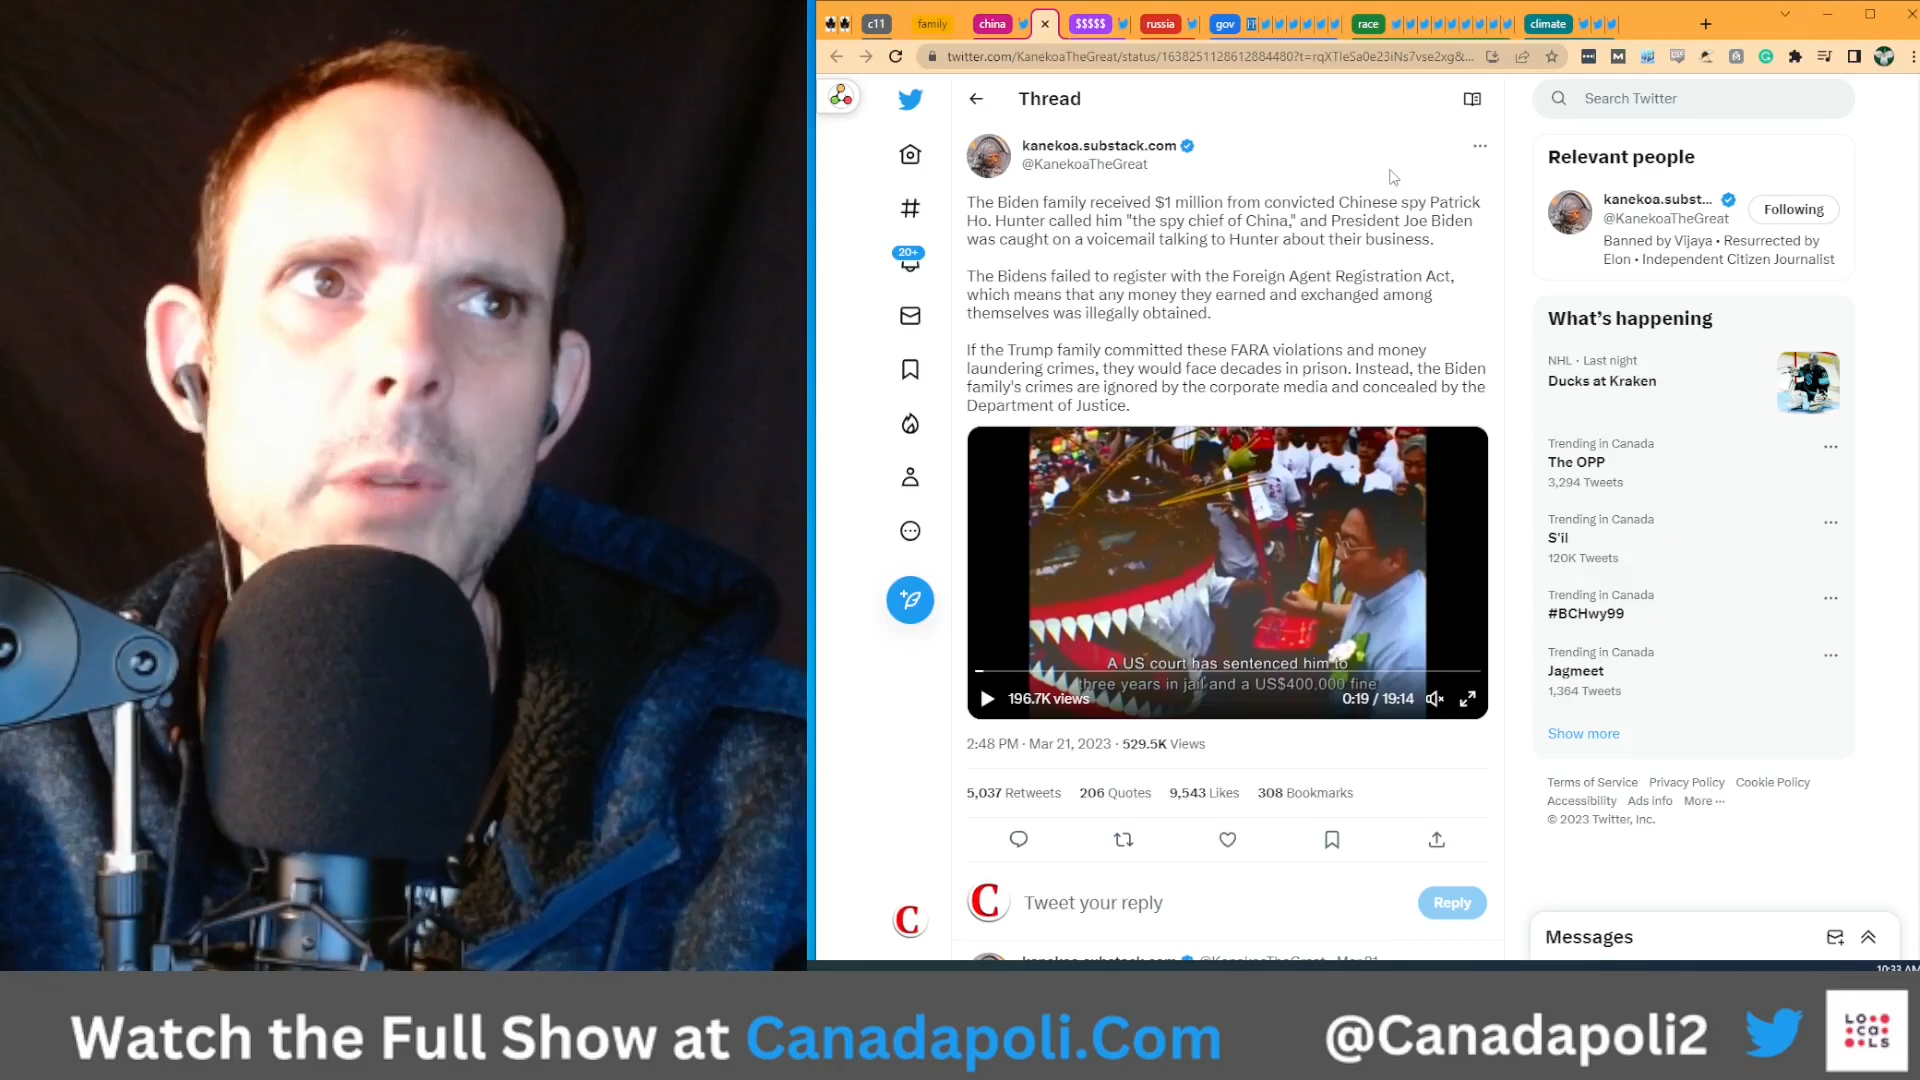 c11
family
china
$$$$$
russia
gov
race
climate
twitter.com/KanekoaTheGreat/status/1638251128612884480?t=rqXTIeSa0e23iNs7vse2xg&...
Thread
Search Twitter
kanekoa.substack.com
@KanekoaTheGreat
The Biden family received $1 million from convicted Chinese spy Patrick
Ho. Hunter called him "the spy chief of China," and President Joe Biden
was caught on a voicemail talking to Hunter about their business.
The Bidens failed to register with the Foreign Agent Registration Act,
which means that any money they earned and exchanged among
themselves was illegally obtained.
If the Trump family committed these FARA violations and money
laundering crimes, they would face decades in prison. Instead, the Biden
family's crimes are ignored by the corporate media and concealed by the
Department of Justice.
20+
A US court has sentenced him to
three years in jail and a US$400,000 fine
196.7K views
0:19 / 19:14
2:48 PM · Mar 21, 2023 · 529.5K Views
5,037 Retweets 206 Quotes 9,543 Likes 308 Bookmarks
C
C
Tweet your reply
Reply
Relevant people
kanekoa.subst...
@KanekoaTheGreat
Following
Banned by Vijaya • Resurrected by
Elon • Independent Citizen Journalist
What's happening
NHL · Last night
Ducks at Kraken
Trending in Canada
The OPP
3,294 Tweets
Trending in Canada
S'il
120K Tweets
Trending in Canada
#BCHwy99
Trending in Canada
Jagmeet
1,364 Tweets
Show more
Terms of Service Privacy Policy Cookie Policy
Accessibility Ads info More ...
© 2023 Twitter, Inc.
Messages
Watch the Full Show at Canadapoli.Com
@Canadapoli2
LO
ca
LS